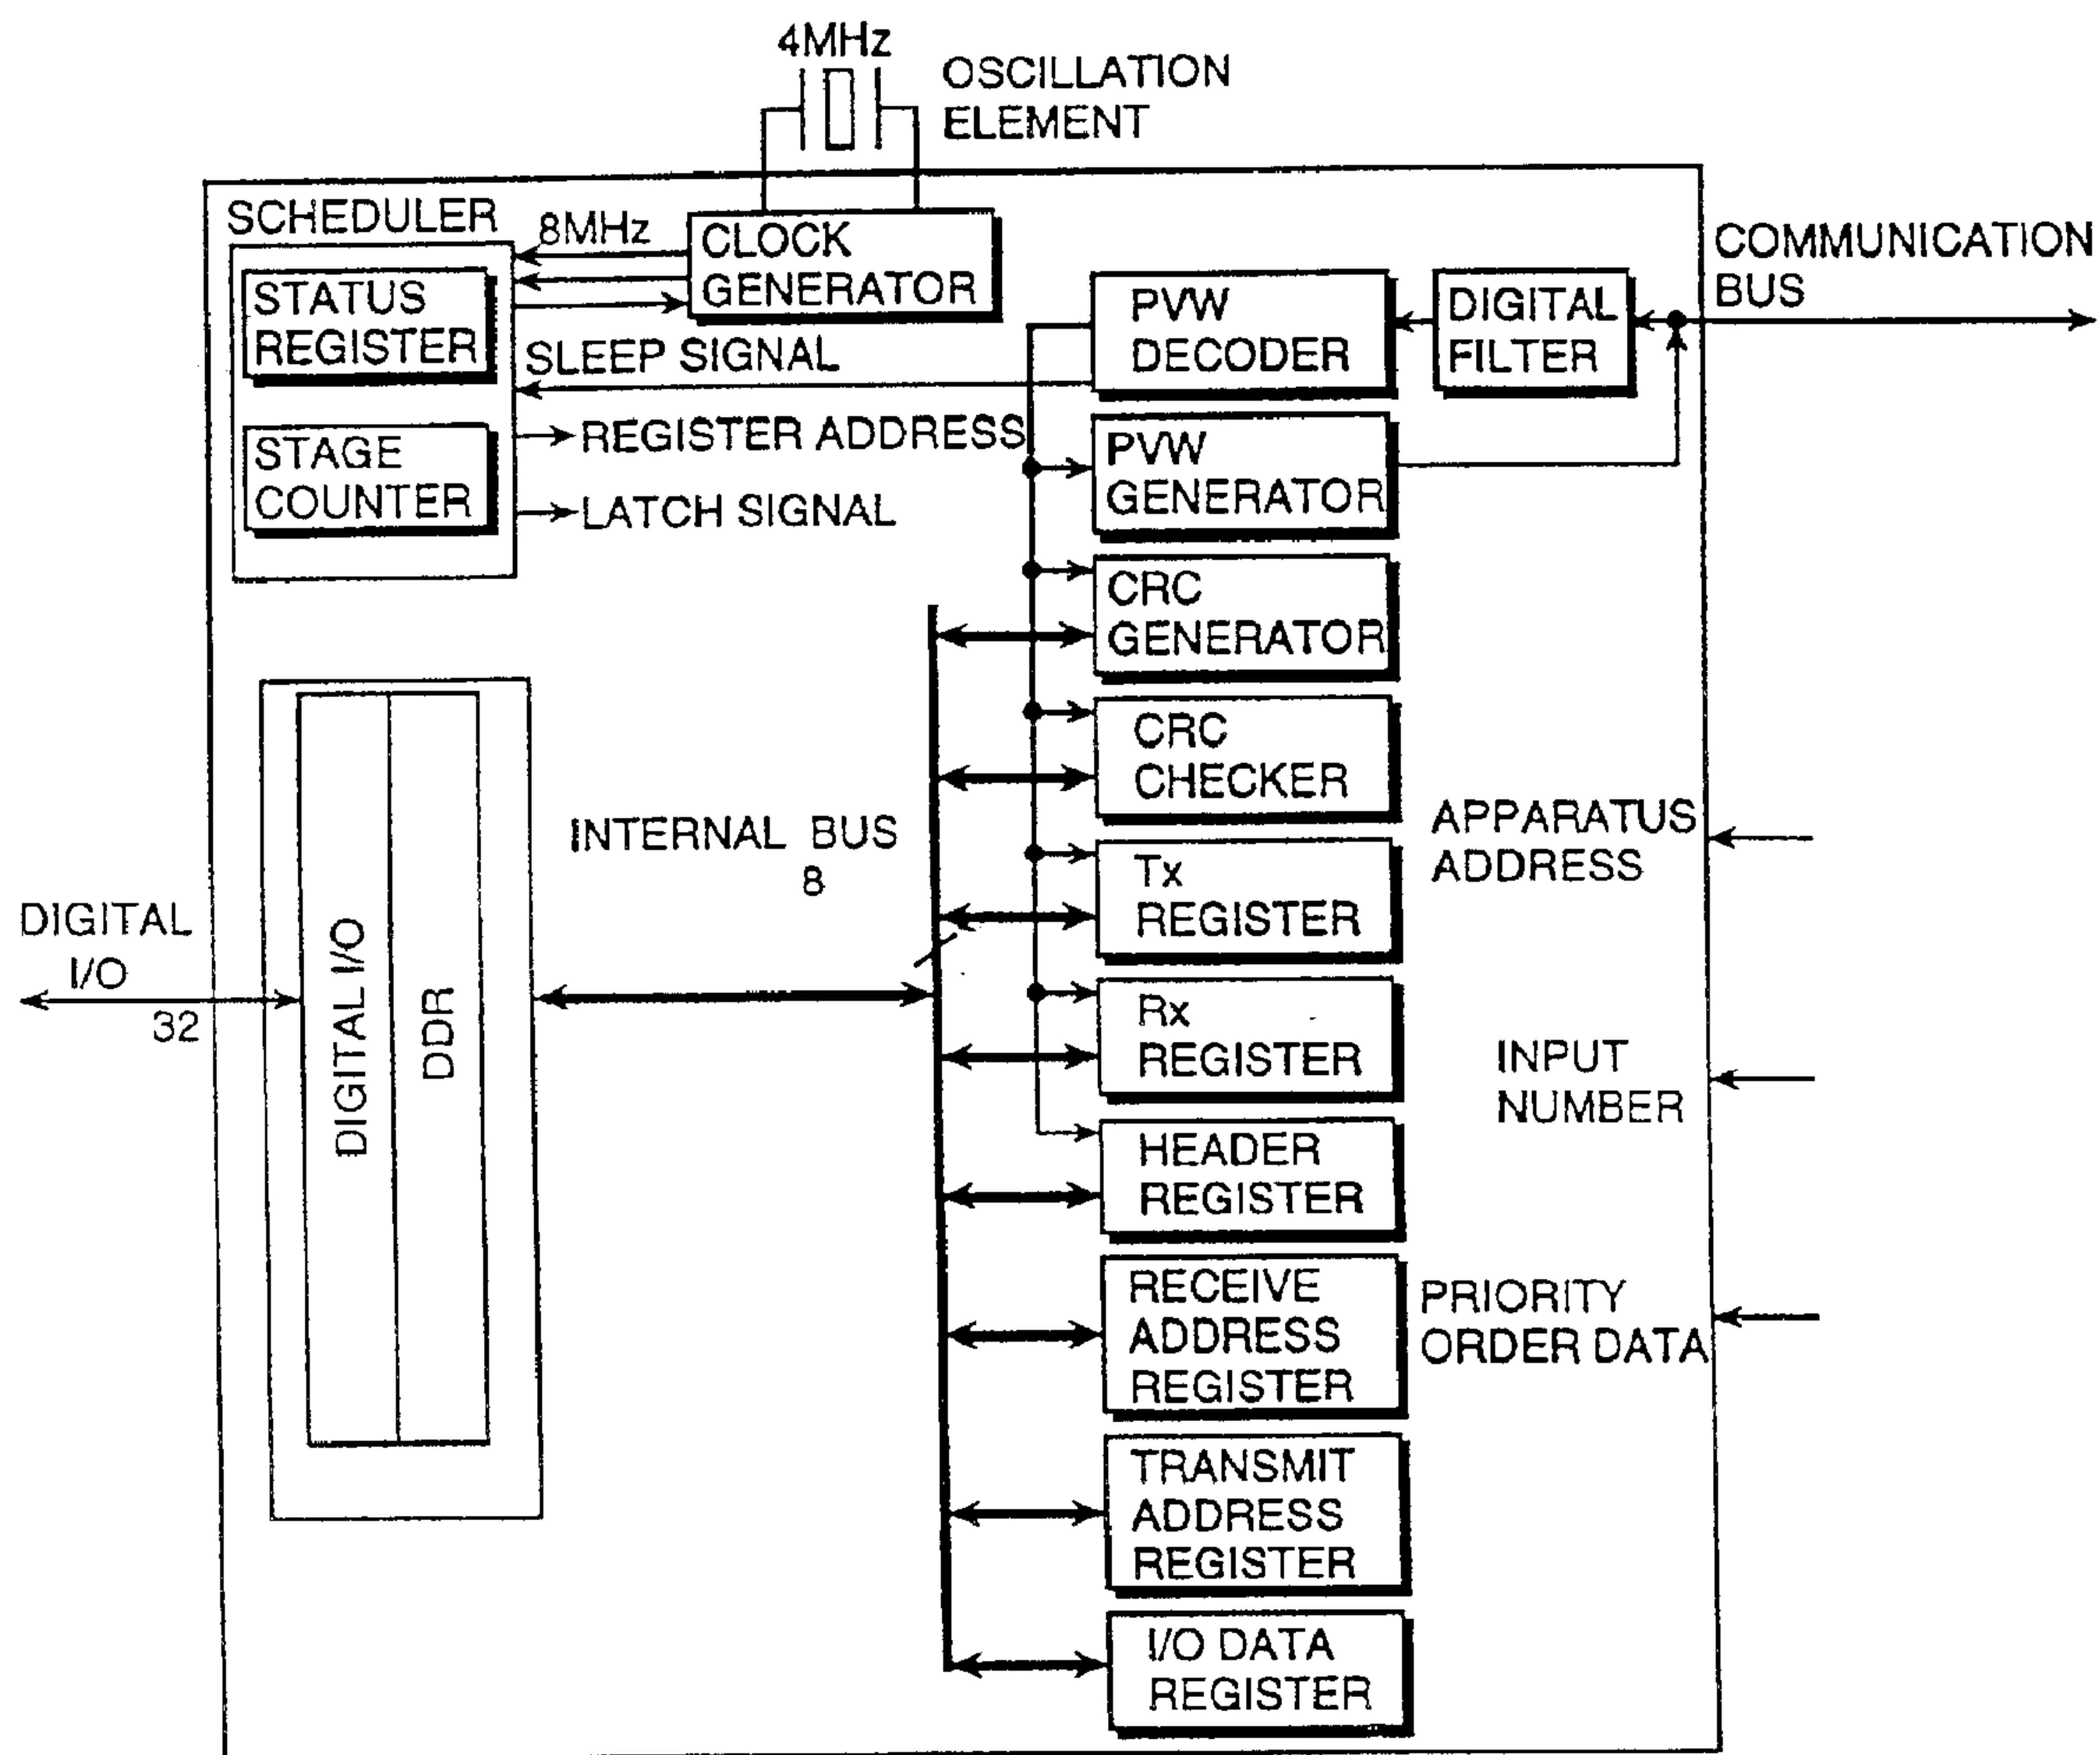 4MHz
OSCILLATION
ELEMENT
SCHEDULER
8MHz
CLOCK
GENERATOR
STATUS
REGISTER
SLEEP SIGNAL
STAGE
COUNTER
REGISTER ADDRESS
LATCH SIGNAL
PVW
DECODER
DIGITAL
FILTER
COMMUNICATION
BUS
PVW
GENERATOR
CRC
GENERATOR
CRC
CHECKER
INTERNAL BUS
8
Tx
REGISTER
APPARATUS
ADDRESS
DIGITAL
I/O
32
DIGITAL I/O
DDR
Rx
REGISTER
INPUT
NUMBER
HEADER
REGISTER
RECEIVE
ADDRESS
REGISTER
PRIORITY
ORDER DATA
TRANSMIT
ADDRESS
REGISTER
I/O DATA
REGISTER